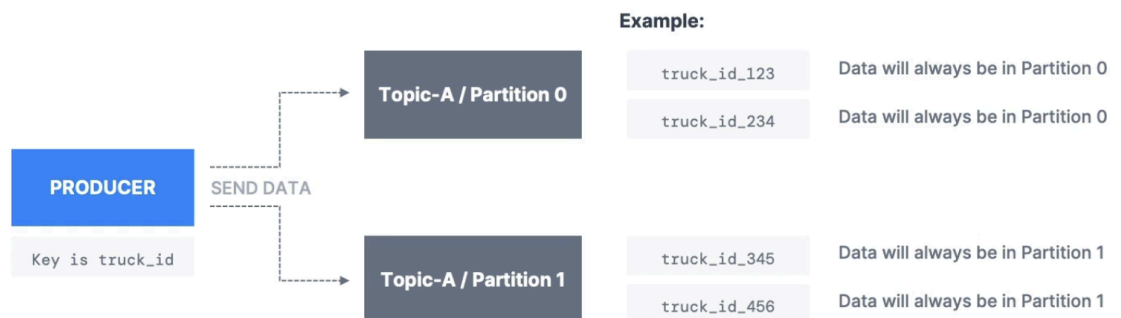 Example:
Topic-A / Partition 0
truck_id_123
Data will always be in Partition 0
truck_id_234
Data will always be in Partition 0
PRODUCER
SEND DATA
Key is truck_id
Topic-A / Partition 1
truck_id_345
Data will always be in Partition 1
truck_id_456
Data will always be in Partition 1